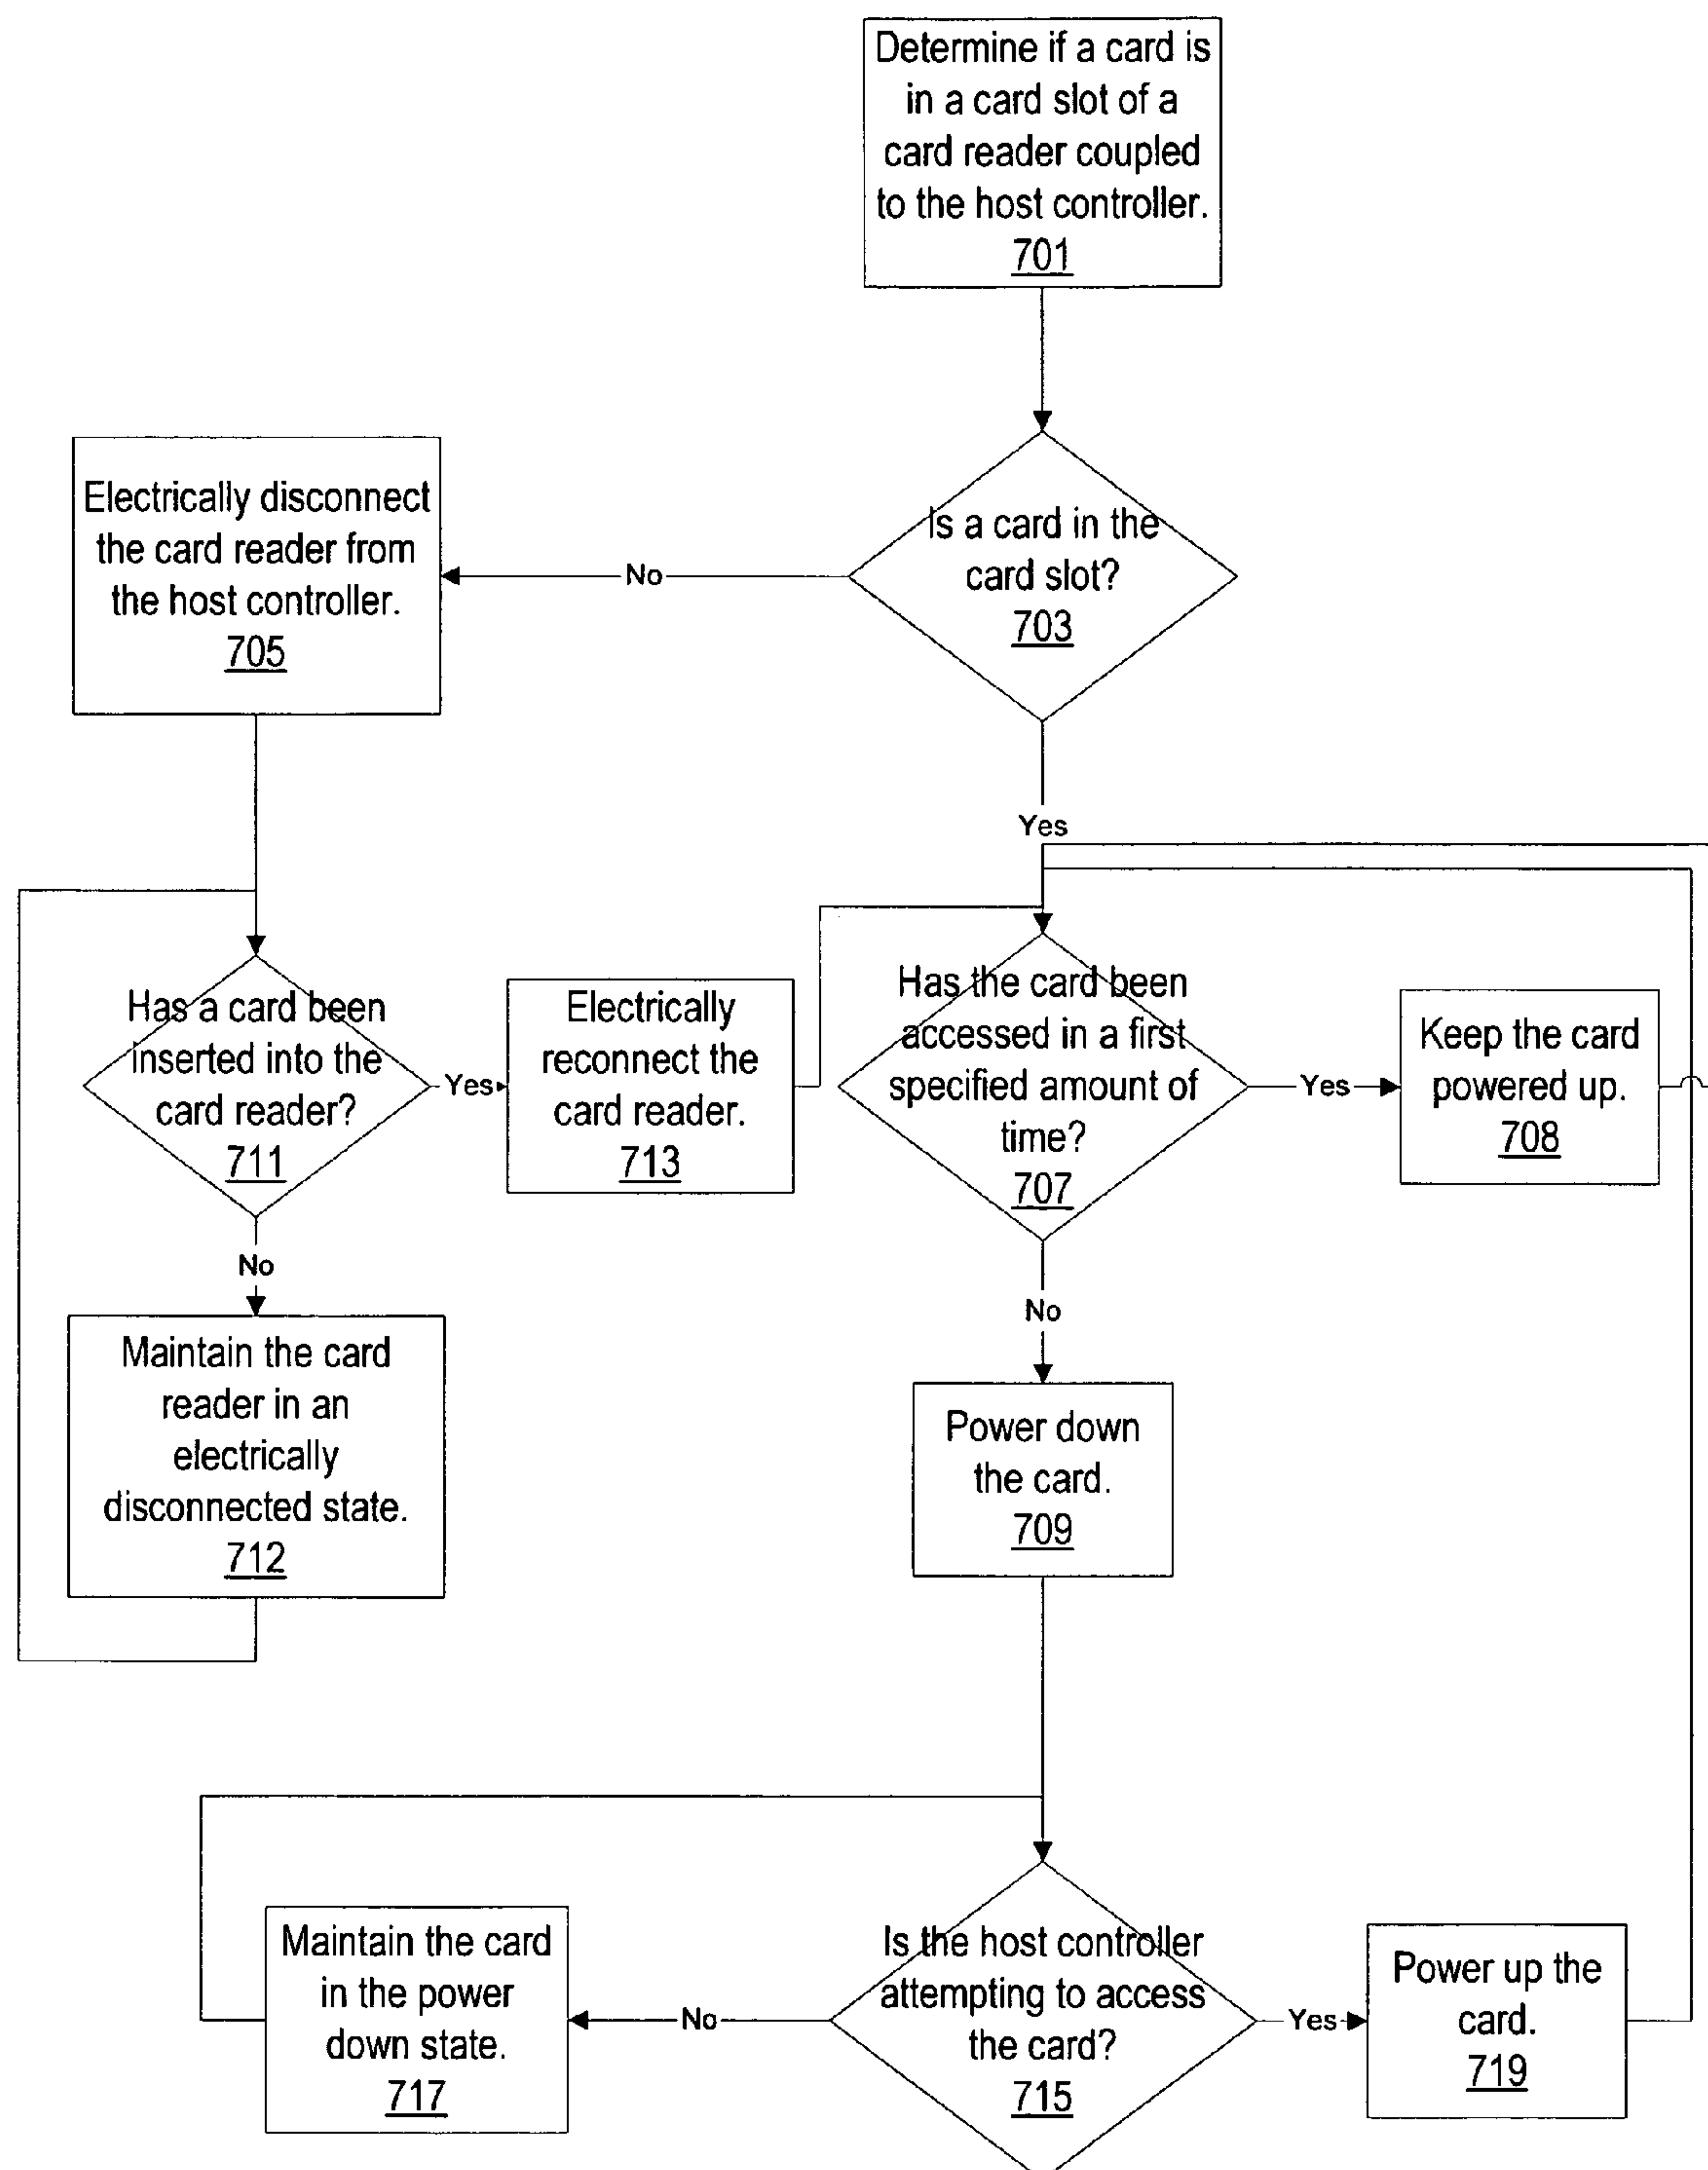 Determine if a card is
in a card slot of a
card reader coupled
to the host controller.
701
Is a card in the
card slot?
703
No
Electrically disconnect
the card reader from
the host controller.
705
Yes
Has a card been
inserted into the
card reader?
711
Yes
Electrically
reconnect the
card reader.
713
Has the card been
accessed in a first
specified amount of
time?
707
Yes
Keep the card
powered up.
708
No
No
Maintain the card
reader in an
electrically
disconnected state.
712
Power down
the card.
709
Maintain the card
in the power
down state.
717
No
Is the host controller
attempting to access
the card?
715
Yes
Power up the
card.
719